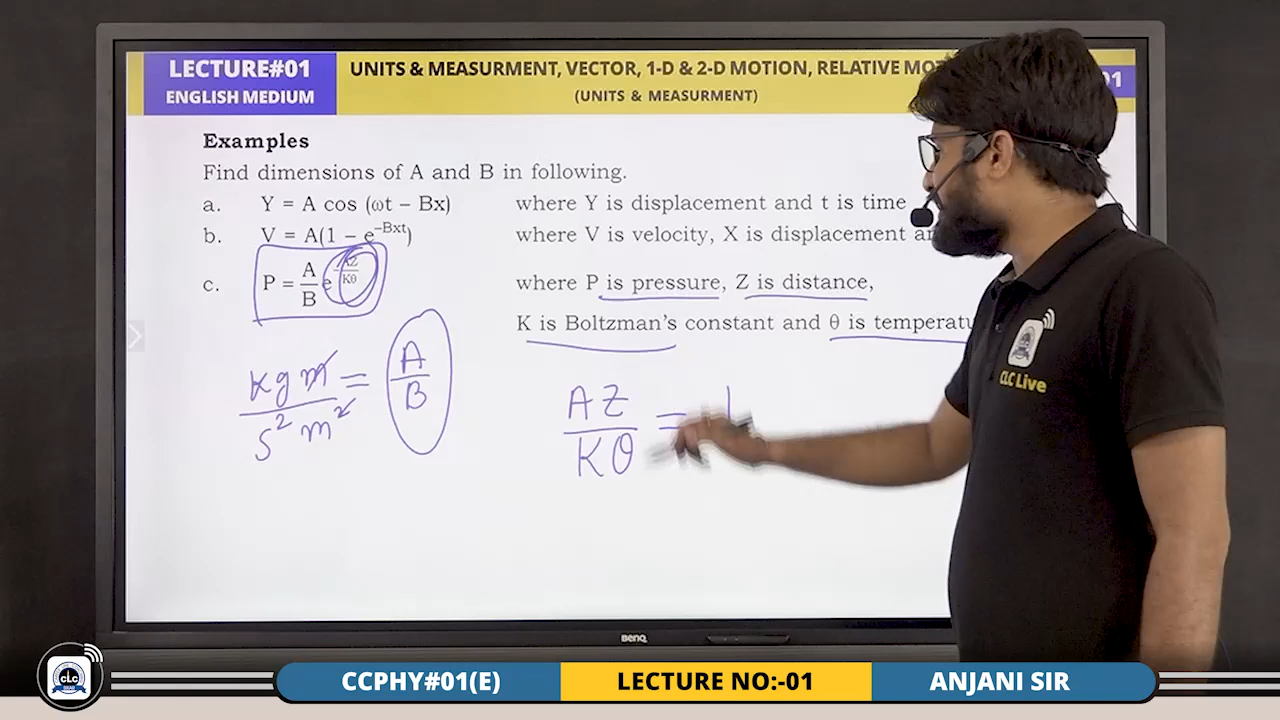 LECTURE#01
ENGLISH MEDIUM
UNITS & MEASURMENT, VECTOR, 1-D & 2-D MOTION, RELATIVE
(UNITS & MEASURMENT)
Examples
Find dimensions of A and B in following.
a. Y = A cos (ωt – Bx) where Y is displacement and t is time
b. V = A(1 – e^–Bxt) where V is velocity, X is displacement
c. P = A/B e^–AZ/Kθ where P is pressure, Z is distance,
K is Boltzman's constant and θ is
kg m / s² m² = A/B
AZ/Kθ = 1
CLC Live
BenQ
CLC
CCPHY#01(E)
LECTURE NO:-01
ANJANI SIR